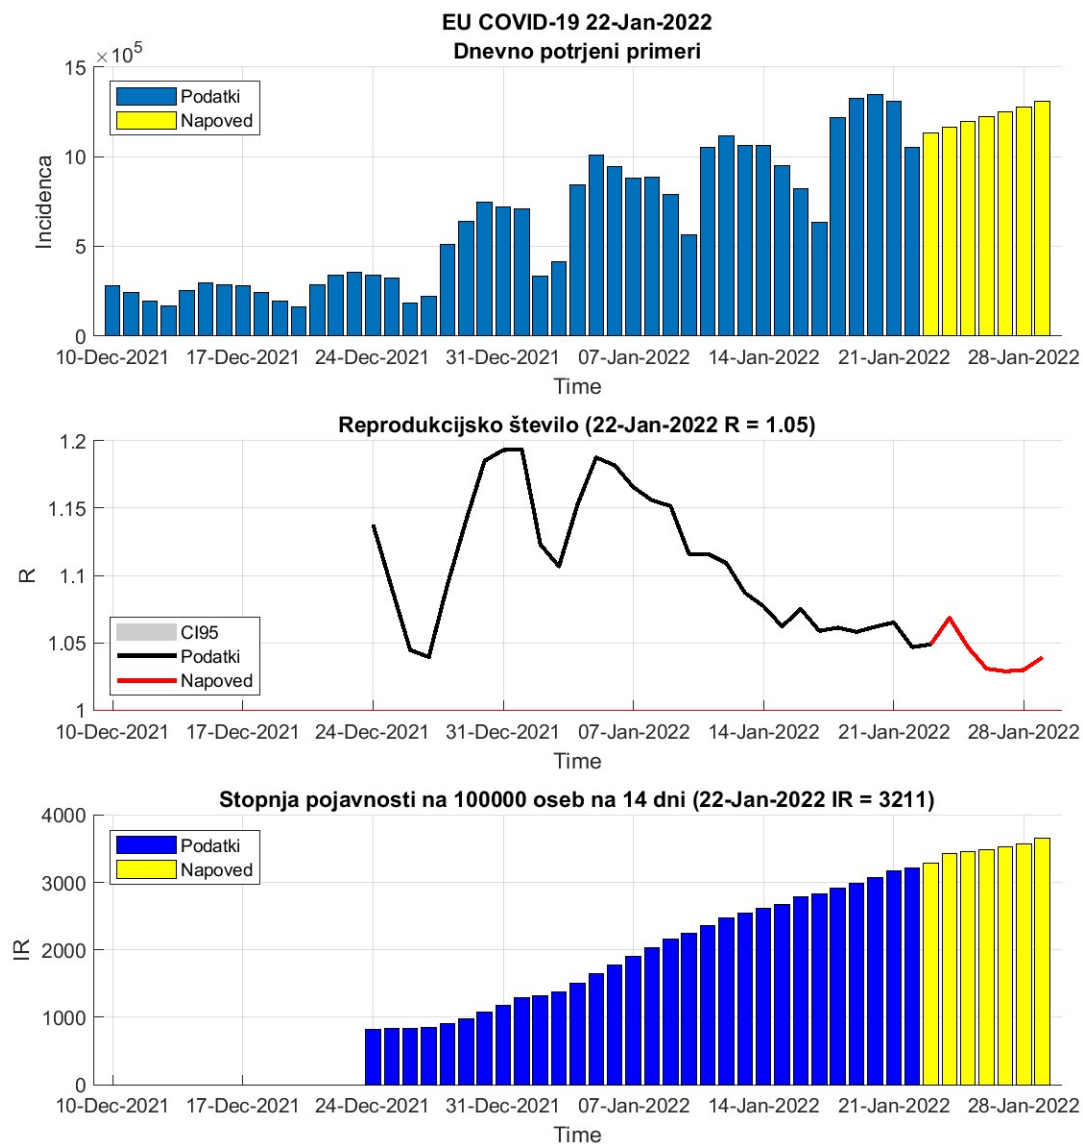 EU COVID-19 22-Jan-2022
Dnevno potrjeni primeri
×10^5
15
10
5
0
Incidenca
Podatki
Napoved
10-Dec-2021 17-Dec-2021 24-Dec-2021 31-Dec-2021 07-Jan-2022 14-Jan-2022 21-Jan-2022 28-Jan-2022
Time
Reprodukcijsko število (22-Jan-2022 R = 1.05)
1.2
1.15
1.1
1.05
1
R
CI95
Podatki
Napoved
10-Dec-2021 17-Dec-2021 24-Dec-2021 31-Dec-2021 07-Jan-2022 14-Jan-2022 21-Jan-2022 28-Jan-2022
Time
Stopnja pojavnosti na 100000 oseb na 14 dni (22-Jan-2022 IR = 3211)
4000
3000
2000
1000
0
IR
Podatki
Napoved
10-Dec-2021 17-Dec-2021 24-Dec-2021 31-Dec-2021 07-Jan-2022 14-Jan-2022 21-Jan-2022 28-Jan-2022
Time